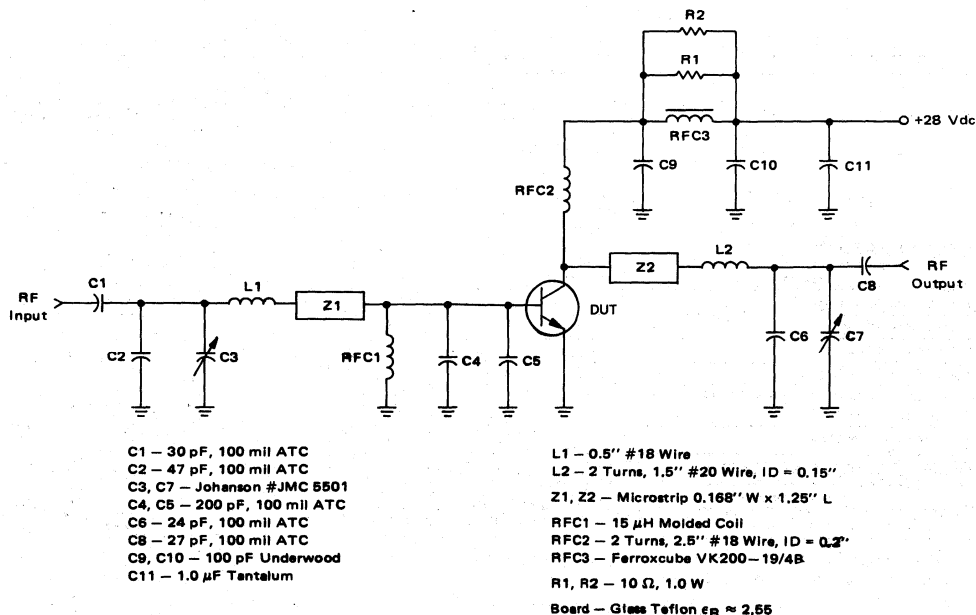 R2
R1
RFC3
+28 Vdc
C9
C10
C11
RFC2
L2
Z2
RF
Output
C8
C1
L1
RF
Input
Z1
DUT
C2
C3
RFC1
C4
C5
C6
C7
C1 – 30 pF, 100 mil ATC
C2 – 47 pF, 100 mil ATC
C3, C7 – Johanson #JMC 5501
C4, C5 – 200 pF, 100 mil ATC
C6 – 24 pF, 100 mil ATC
C8 – 27 pF, 100 mil ATC
C9, C10 – 100 pF Underwood
C11 – 1.0 μF Tantalum
L1 – 0.5'' #18 Wire
L2 – 2 Turns, 1.5'' #20 Wire, ID = 0.15''
Z1, Z2 – Microstrip 0.168'' W x 1.25'' L
RFC1 – 15 μH Molded Coil
RFC2 – 2 Turns, 2.5'' #18 Wire, ID = 0.2''
RFC3 – Ferroxcube VK200–19/4B
R1, R2 – 10 Ω, 1.0 W
Board – Glass Teflon εR ≈ 2.55